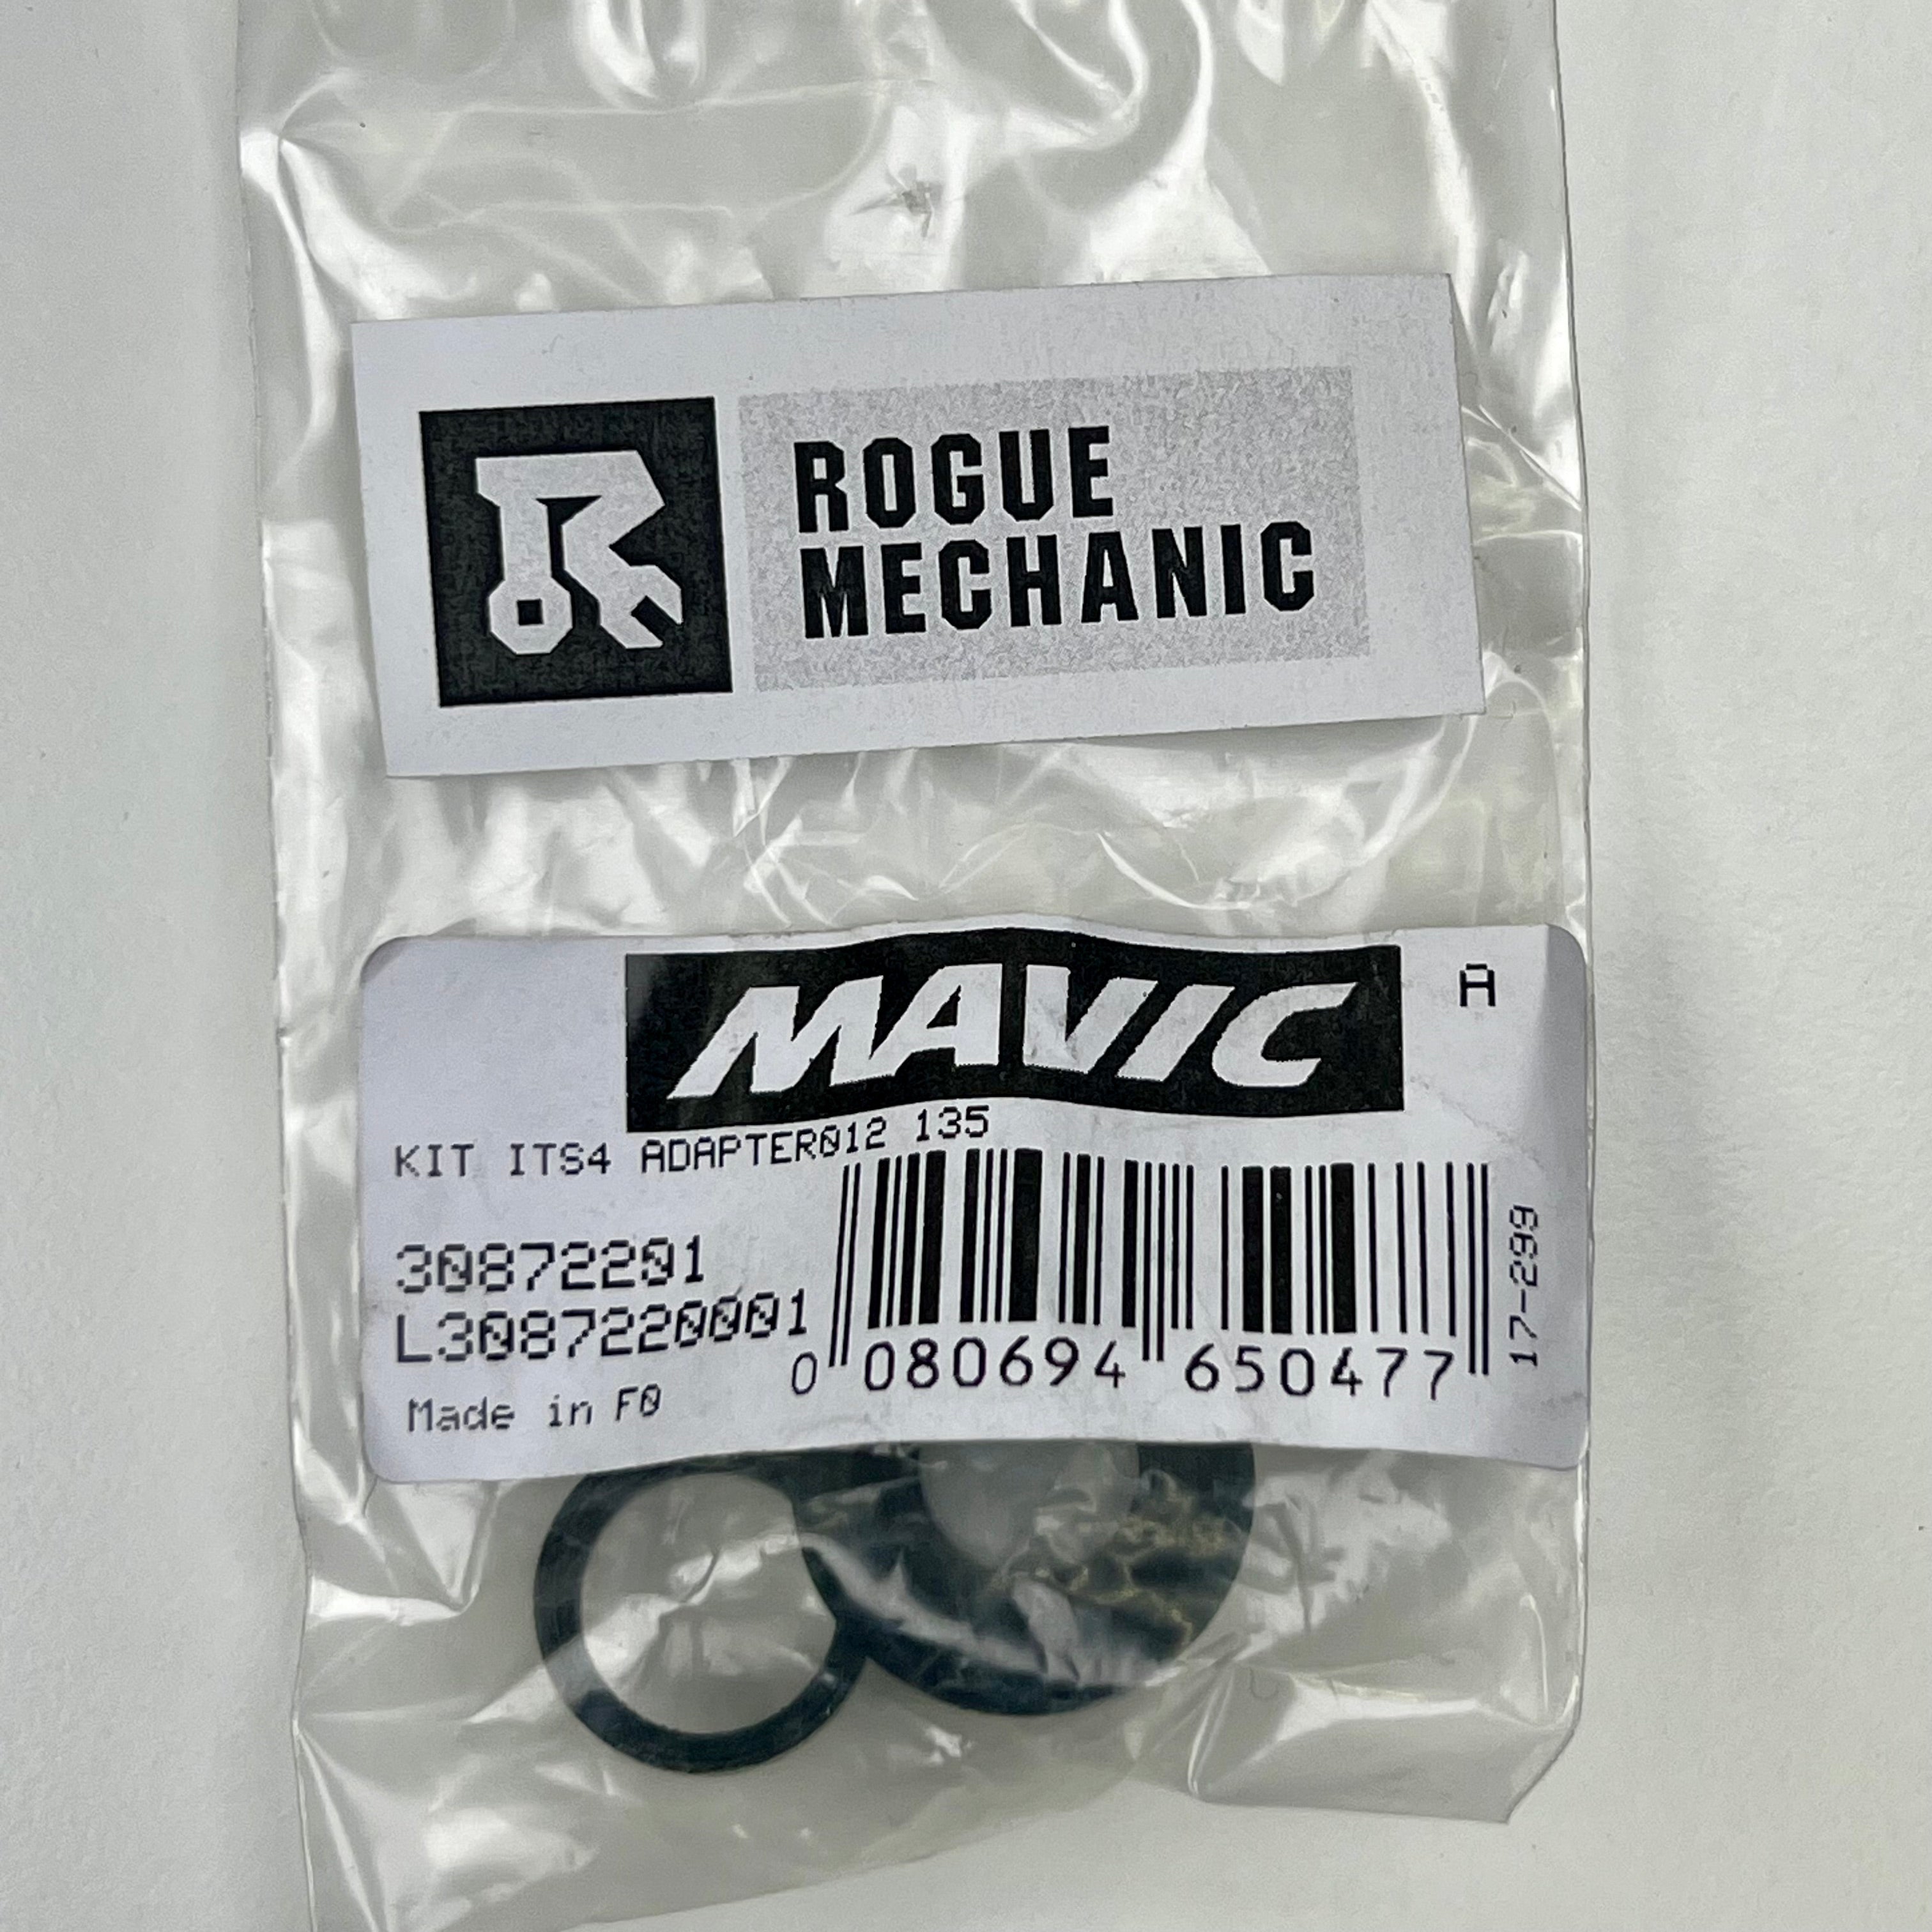 ROGUE
MECHANIC
MAVIC
A
KIT ITS4 ADAPTER012 135
30872201
L3087220001
0 080694 650477
17-299
Made in F0